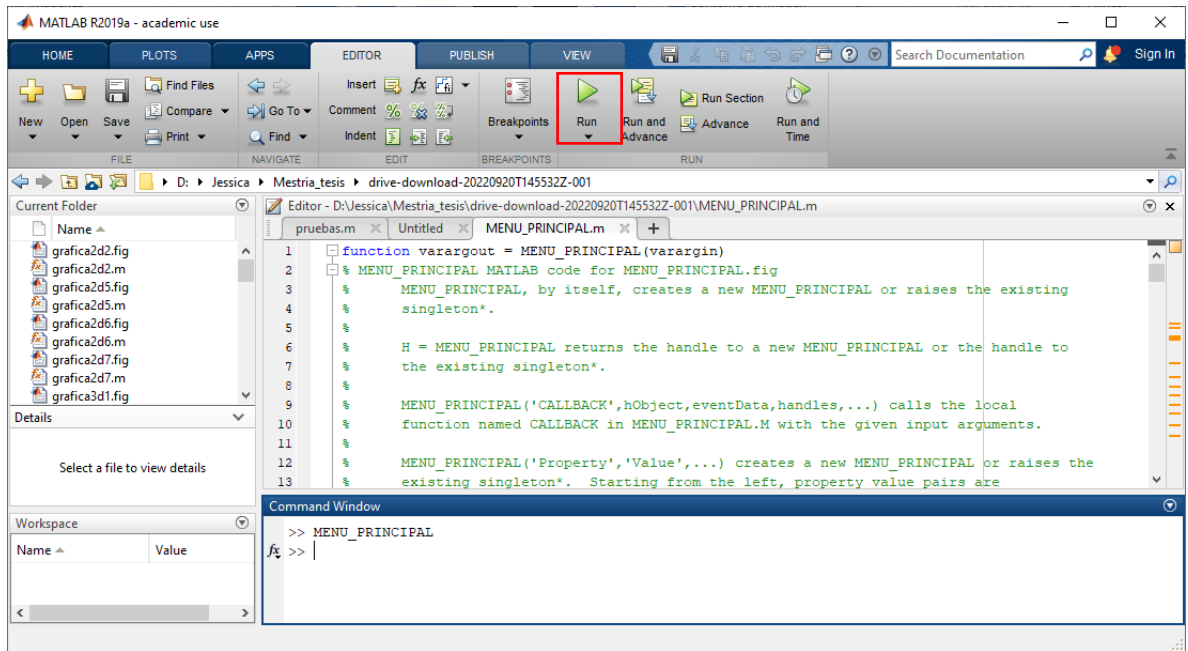 MATLAB R2019a - academic use
HOME PLOTS APPS EDITOR PUBLISH VIEW Search Documentation Sign In
New Open Save Find Files Compare Print
FILE
Go To Find
NAVIGATE
Insert fx
Comment
Indent
EDIT
Breakpoints
BREAKPOINTS
Run Run and Advance Run Section Advance Run and Time
RUN
D: Jessica Mestria_tesis drive-download-20220920T145532Z-001
Current Folder
Name
grafica2d2.fig
grafica2d2.m
grafica2d5.fig
grafica2d5.m
grafica2d6.fig
grafica2d6.m
grafica2d7.fig
grafica2d7.m
grafica3d1.fig
Details
Select a file to view details
Workspace
Name Value
Editor - D:\Jessica\Mestria_tesis\drive-download-20220920T145532Z-001\MENU_PRINCIPAL.m
pruebas.m Untitled MENU_PRINCIPAL.m +
1 function varargout = MENU_PRINCIPAL(varargin)
2 % MENU_PRINCIPAL MATLAB code for MENU_PRINCIPAL.fig
3 % MENU_PRINCIPAL, by itself, creates a new MENU_PRINCIPAL or raises the existing
4 % singleton*.
5 %
6 % H = MENU_PRINCIPAL returns the handle to a new MENU_PRINCIPAL or the handle to
7 % the existing singleton*.
8 %
9 % MENU_PRINCIPAL('CALLBACK',hObject,eventData,handles,...) calls the local
10 % function named CALLBACK in MENU_PRINCIPAL.M with the given input arguments.
11 %
12 % MENU_PRINCIPAL('Property','Value',...) creates a new MENU_PRINCIPAL or raises the
13 % existing singleton*. Starting from the left, property value pairs are
Command Window
>> MENU_PRINCIPAL
fx >>